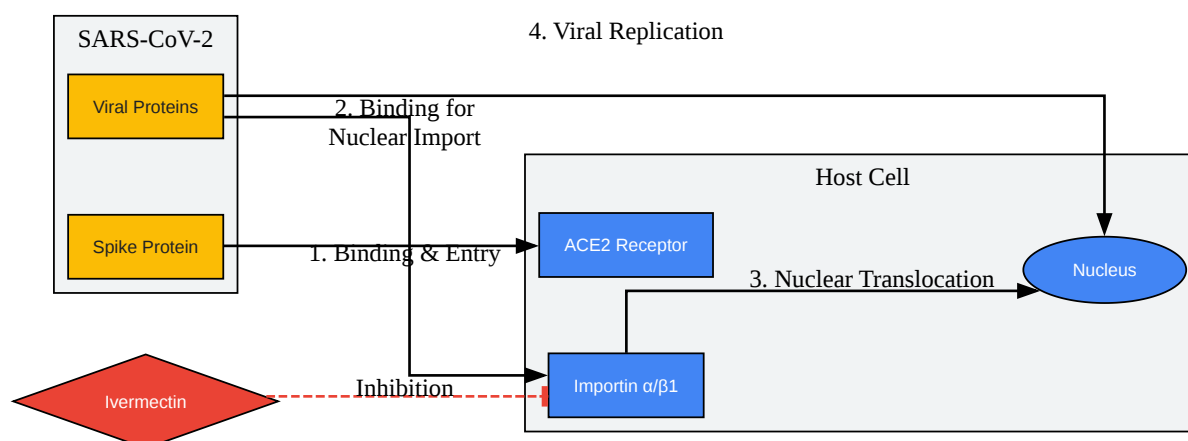 SARS-CoV-2
4. Viral Replication
Viral Proteins
2. Binding for
Nuclear Import
Host Cell
Spike Protein
1. Binding & Entry
ACE2 Receptor
3. Nuclear Translocation
Nucleus
Ivermectin
Inhibition
Importin α/β1